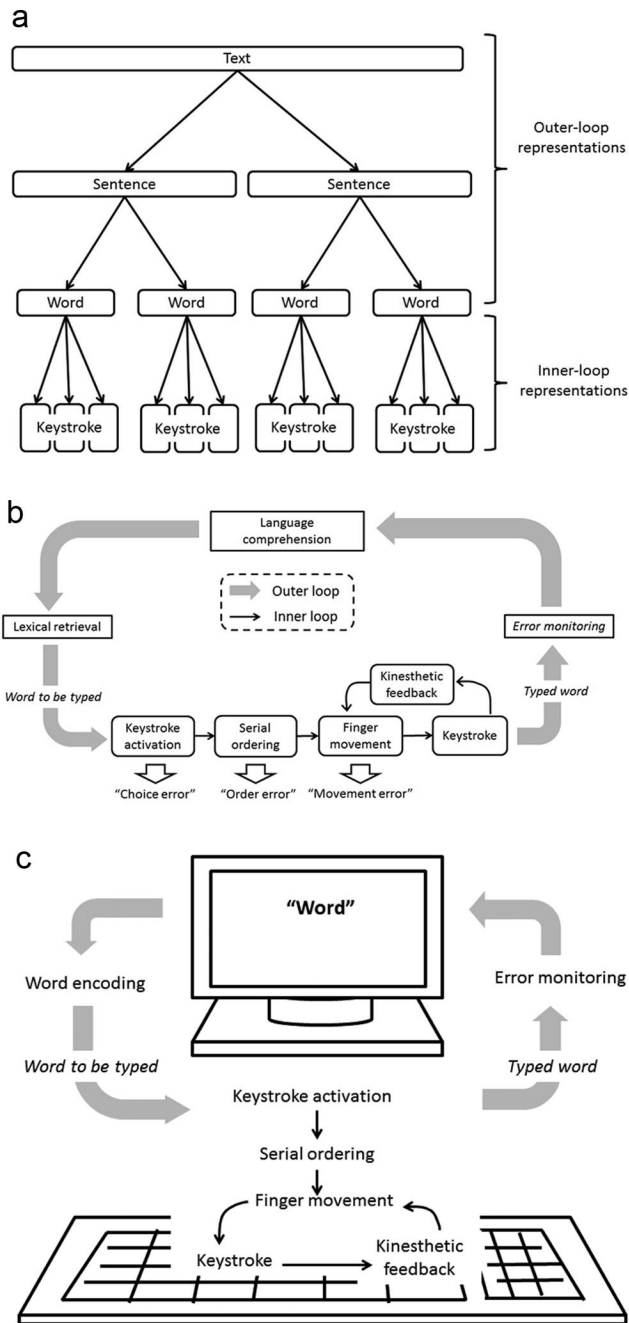 a
Text
Outer-loop
representations
Sentence Sentence
Word Word Word Word
Inner-loop
representations
Keystroke Keystroke Keystroke Keystroke
b
Language
comprehension
Outer loop
Inner loop
Lexical retrieval
Error monitoring
Word to be typed
Kinesthetic
feedback
Typed word
Keystroke
activation
Serial
ordering
Finger
movement
Keystroke
“Choice error” “Order error” “Movement error”
c
“Word”
Word encoding
Error monitoring
Word to be typed
Typed word
Keystroke activation
Serial ordering
Finger movement
Keystroke
Kinesthetic
feedback